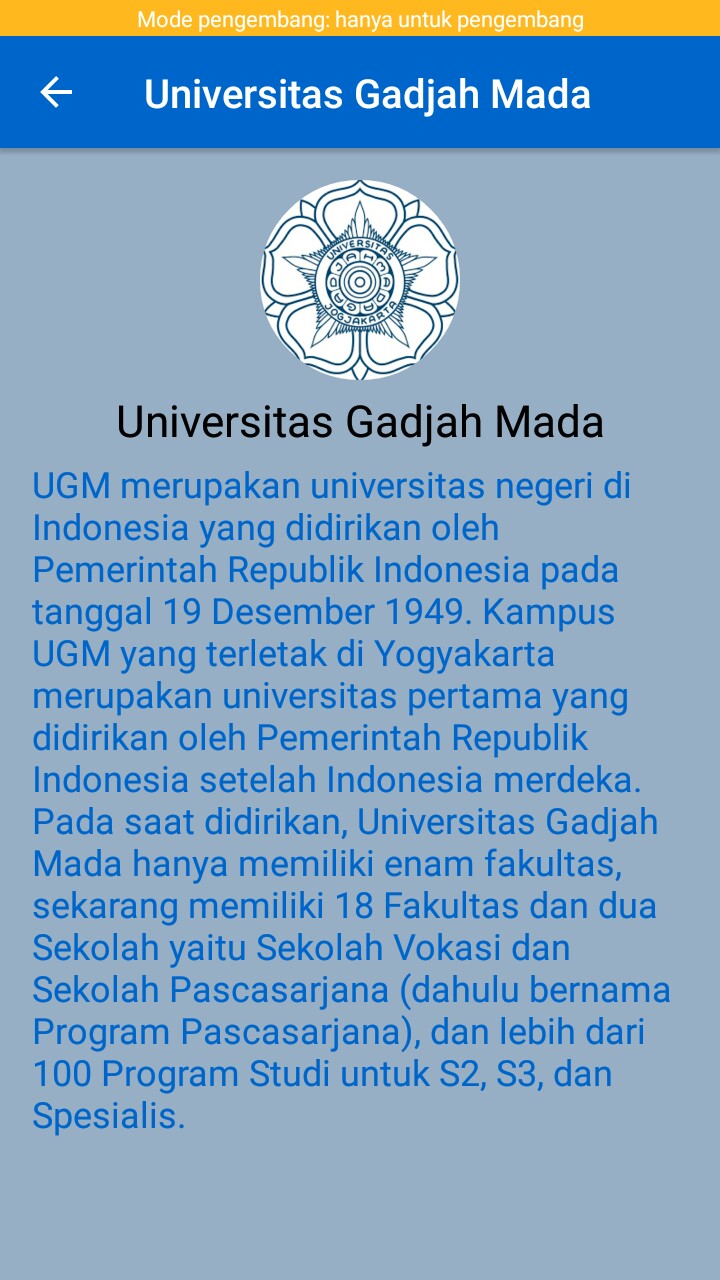 Mode pengembang: hanya untuk pengembang
Universitas Gadjah Mada
UNIVERSITAS
GADJAH MADA
JOGJAKARTA
Universitas Gadjah Mada
UGM merupakan universitas negeri di
Indonesia yang didirikan oleh
Pemerintah Republik Indonesia pada
tanggal 19 Desember 1949. Kampus
UGM yang terletak di Yogyakarta
merupakan universitas pertama yang
didirikan oleh Pemerintah Republik
Indonesia setelah Indonesia merdeka.
Pada saat didirikan, Universitas Gadjah
Mada hanya memiliki enam fakultas,
sekarang memiliki 18 Fakultas dan dua
Sekolah yaitu Sekolah Vokasi dan
Sekolah Pascasarjana (dahulu bernama
Program Pascasarjana), dan lebih dari
100 Program Studi untuk S2, S3, dan
Spesialis.